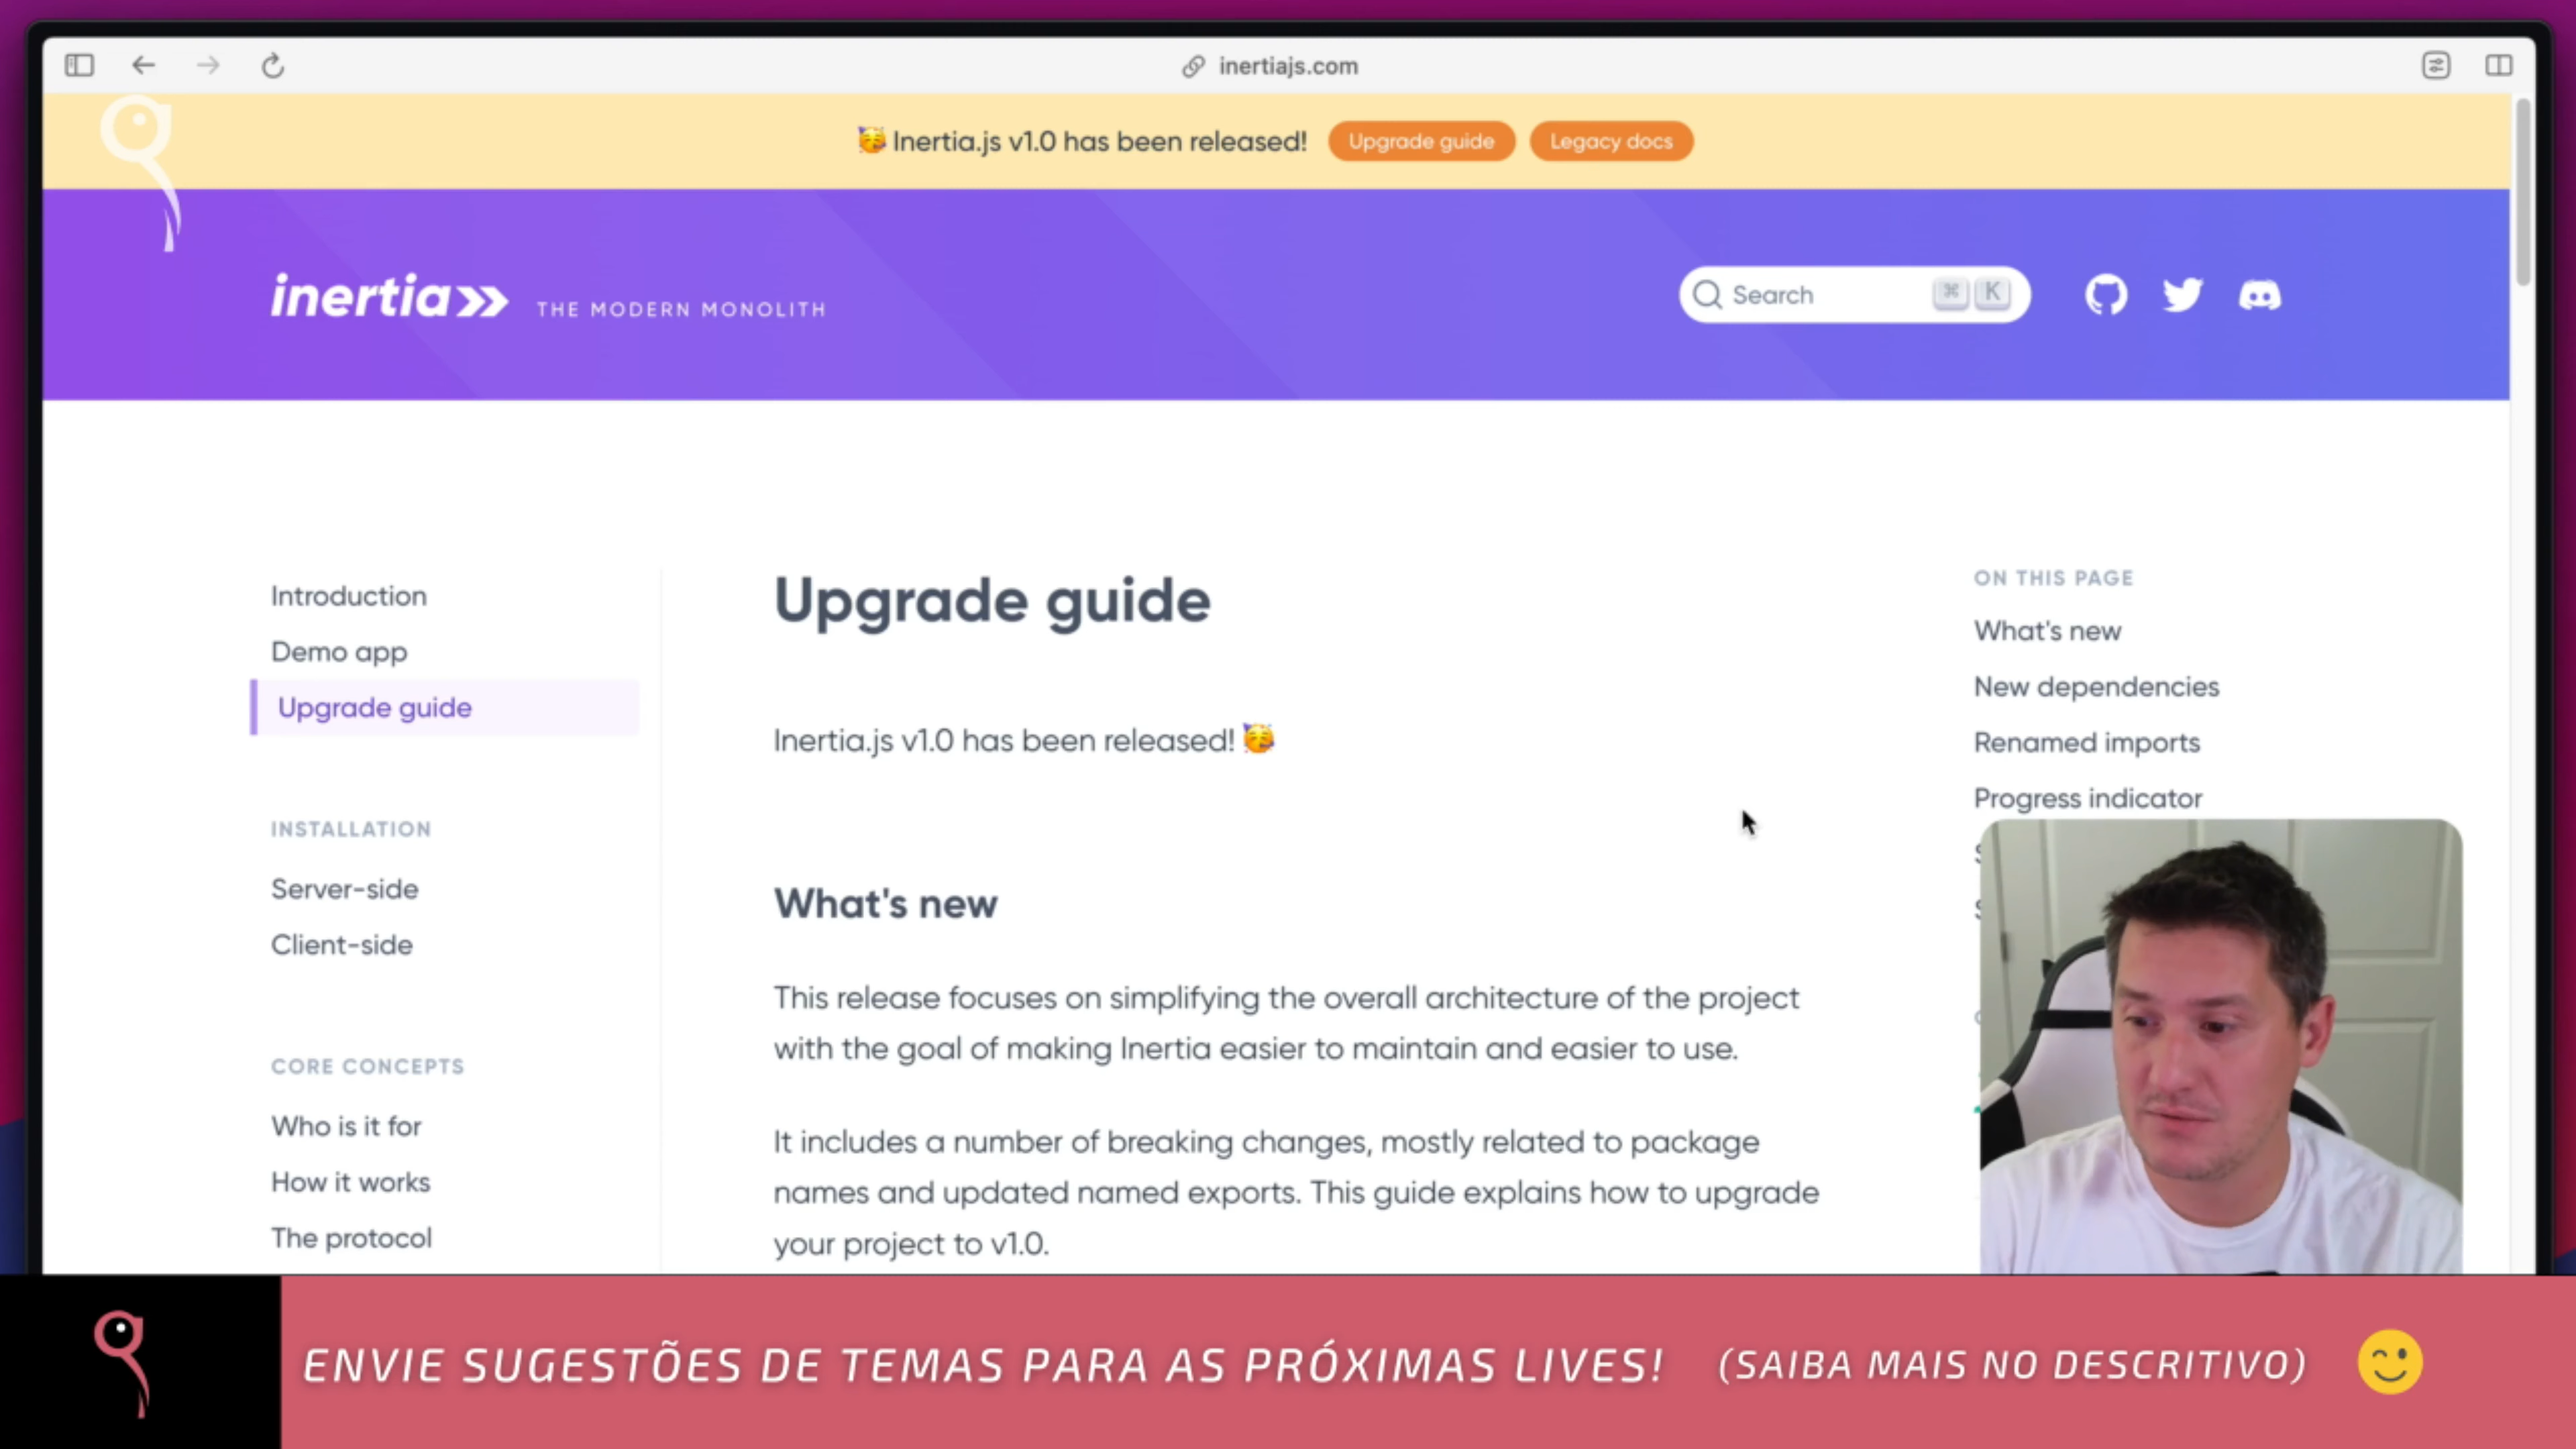 inertiajs.com
🥳 Inertia.js v1.0 has been released! Upgrade guide Legacy docs
inertia THE MODERN MONOLITH
Search ⌘ K
Introduction
Demo app
Upgrade guide
INSTALLATION
Server-side
Client-side
CORE CONCEPTS
Who is it for
How it works
The protocol
Upgrade guide
Inertia.js v1.0 has been released! 🥳
What's new
This release focuses on simplifying the overall architecture of the project
with the goal of making Inertia easier to maintain and easier to use.
It includes a number of breaking changes, mostly related to package
names and updated named exports. This guide explains how to upgrade
your project to v1.0.
ON THIS PAGE
What's new
New dependencies
Renamed imports
Progress indicator
ENVIE SUGESTÕES DE TEMAS PARA AS PRÓXIMAS LIVES! (SAIBA MAIS NO DESCRITIVO)